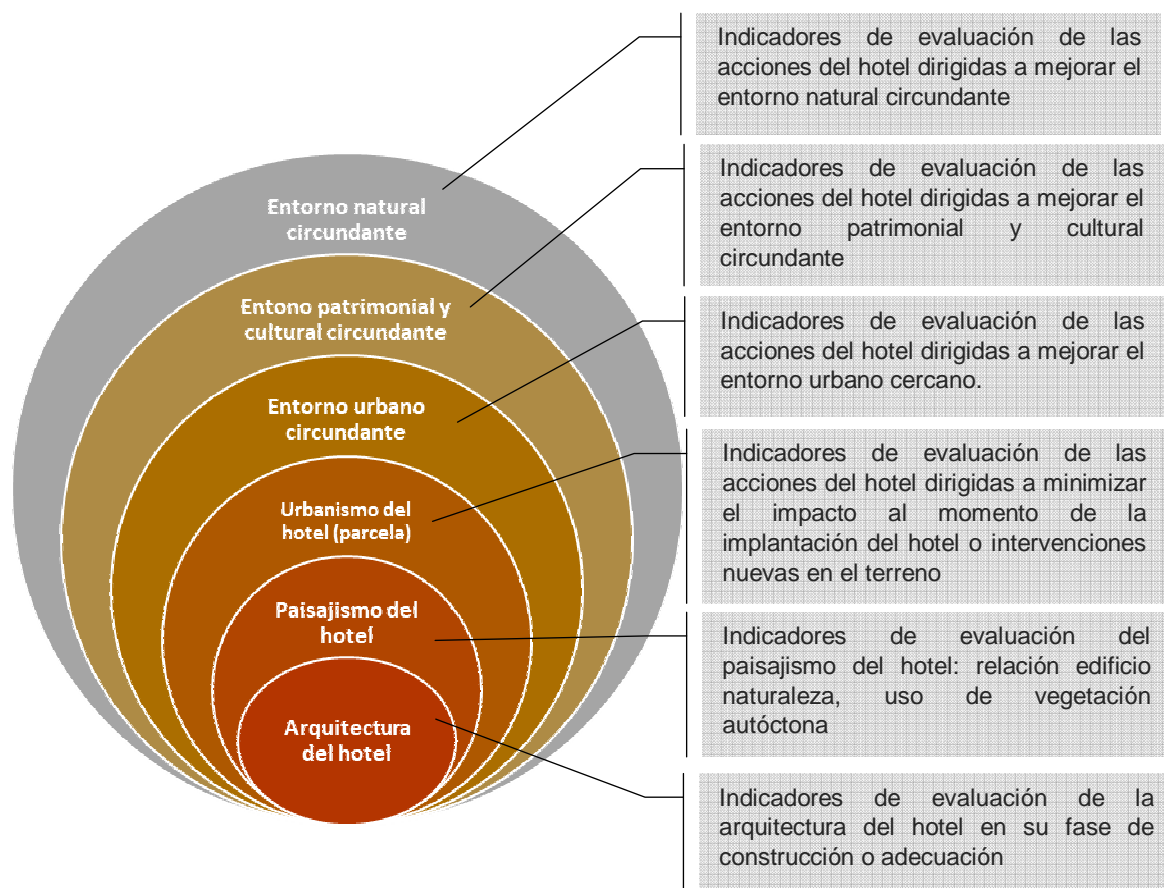 Indicadores de evaluación de las
acciones del hotel dirigidas a mejorar el
entorno natural circundante
Entorno natural
circundante
Indicadores de evaluación de las
acciones del hotel dirigidas a mejorar el
entorno patrimonial y cultural
circundante
Entono patrimonial y
cultural circundante
Indicadores de evaluación de las
acciones del hotel dirigidas a mejorar el
entorno urbano cercano.
Entorno urbano
circundante
Indicadores de evaluación de las
acciones del hotel dirigidas a minimizar
el impacto al momento de la
implantación del hotel o intervenciones
nuevas en el terreno
Urbanismo del
hotel (parcela)
Indicadores de evaluación del
paisajismo del hotel: relación edificio
naturaleza, uso de vegetación
autóctona
Paisajismo del
hotel
Indicadores de evaluación de la
arquitectura del hotel en su fase de
construcción o adecuación
Arquitectura
del hotel